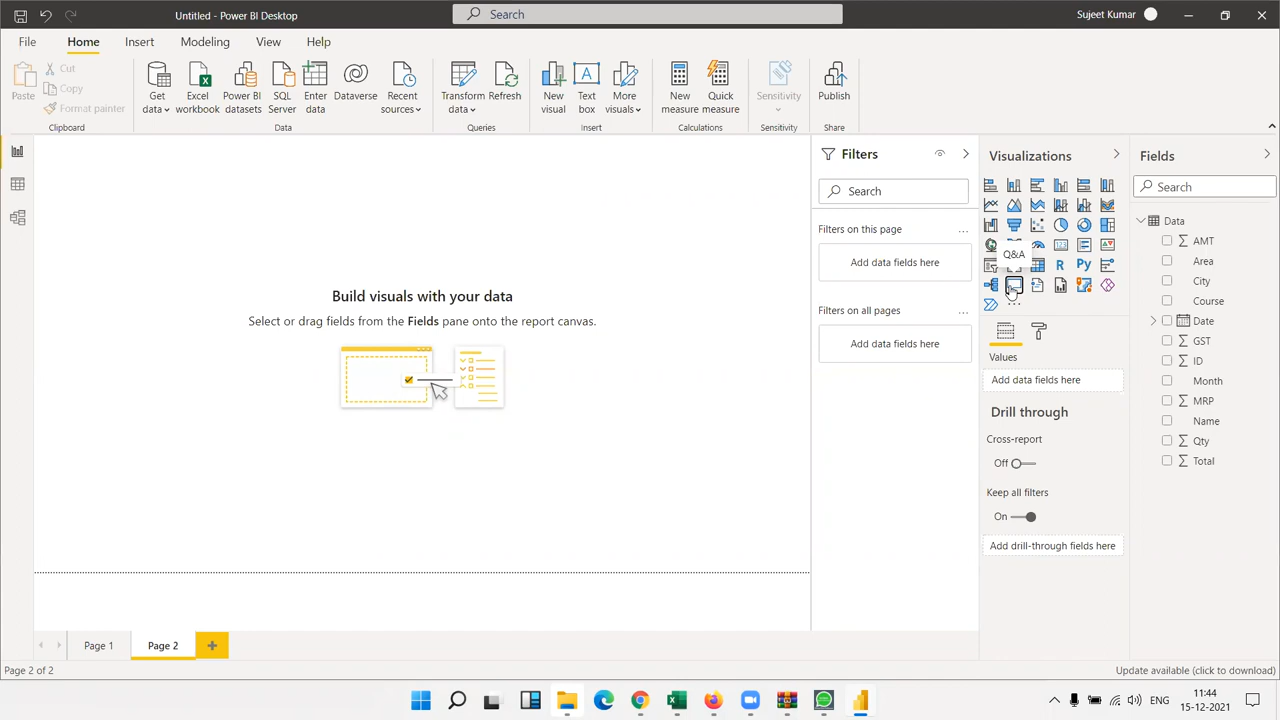 Untitled - Power BI Desktop
Search
Sujeet Kumar
File
Home
Insert
Modeling
View
Help
Paste
Cut
Copy
Format painter
Clipboard
Get data
Excel workbook
Power BI datasets
SQL Server
Enter data
Dataverse
Recent sources
Data
Transform data
Refresh
Queries
New visual
Text box
More visuals
Insert
New measure
Quick measure
Calculations
Sensitivity
Sensitivity
Publish
Share
Build visuals with your data
Select or drag fields from the Fields pane onto the report canvas.
Filters
Search
Filters on this page
...
Add data fields here
Filters on all pages
...
Add data fields here
Visualizations
R
Py
Q&A
...
Values
Add data fields here
Drill through
Cross-report
Off
Keep all filters
On
Add drill-through fields here
Fields
Search
Data
AMT
Area
City
Course
Date
GST
ID
Month
MRP
Name
Qty
Total
Page 1
Page 2
Page 2 of 2
Update available (click to download)
ENG
11:44
15-12-2021